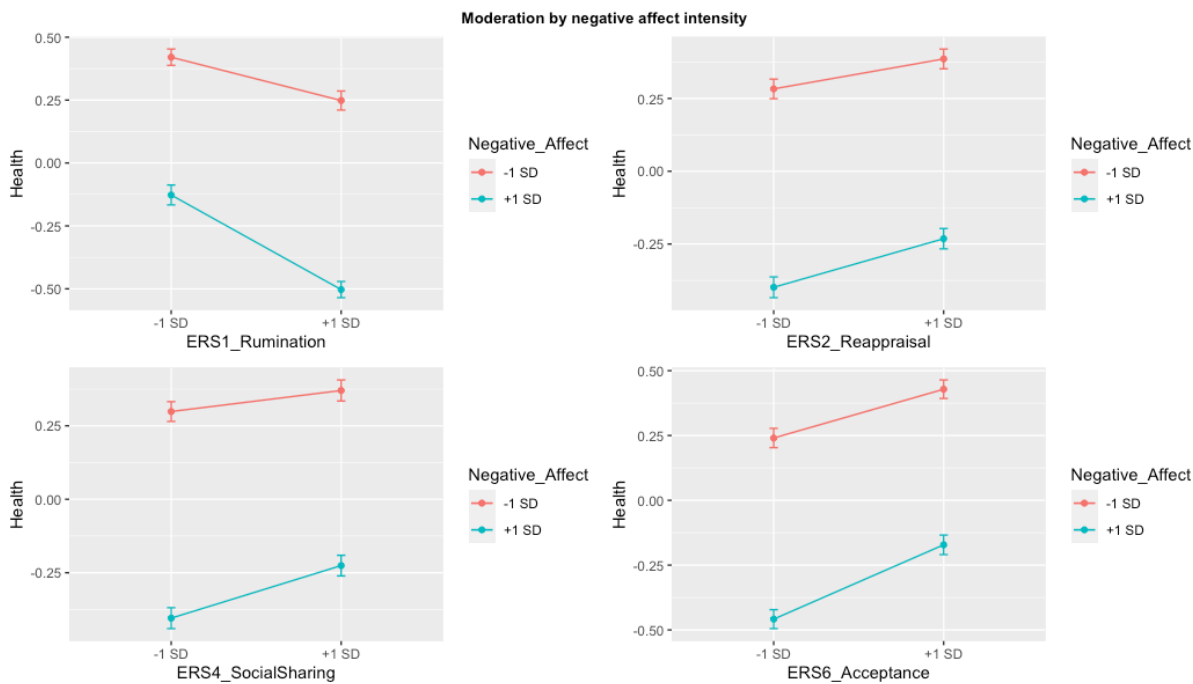 Moderation by negative affect intensity
0.50
0.25
0.00
-0.25
-0.50
Health
-1 SD
+1 SD
ERS1_Rumination
Negative_Affect
-1 SD
+1 SD
0.25
0.00
-0.25
Health
-1 SD
+1 SD
ERS2_Reappraisal
Negative_Affect
-1 SD
+1 SD
0.25
0.00
-0.25
Health
-1 SD
+1 SD
ERS4_SocialSharing
Negative_Affect
-1 SD
+1 SD
0.50
0.25
0.00
-0.25
-0.50
Health
-1 SD
+1 SD
ERS6_Acceptance
Negative_Affect
-1 SD
+1 SD